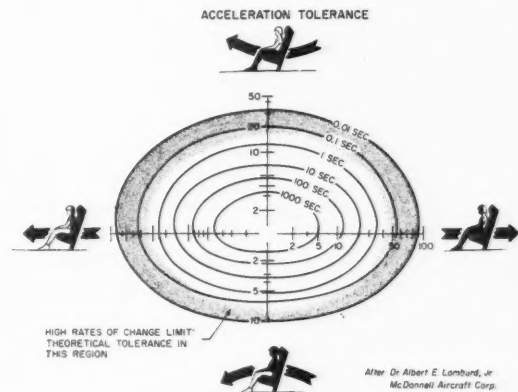 ACCELERATION TOLERANCE
50
20
10
5
2
0.01 SEC.
0.1 SEC.
1 SEC.
10 SEC.
100 SEC.
1000 SEC.
2 5 10 50 100
2
5
10
HIGH RATES OF CHANGE LIMIT
THEORETICAL TOLERANCE IN
THIS REGION
After Dr Albert E Lombard, Jr
McDonnell Aircraft Corp.